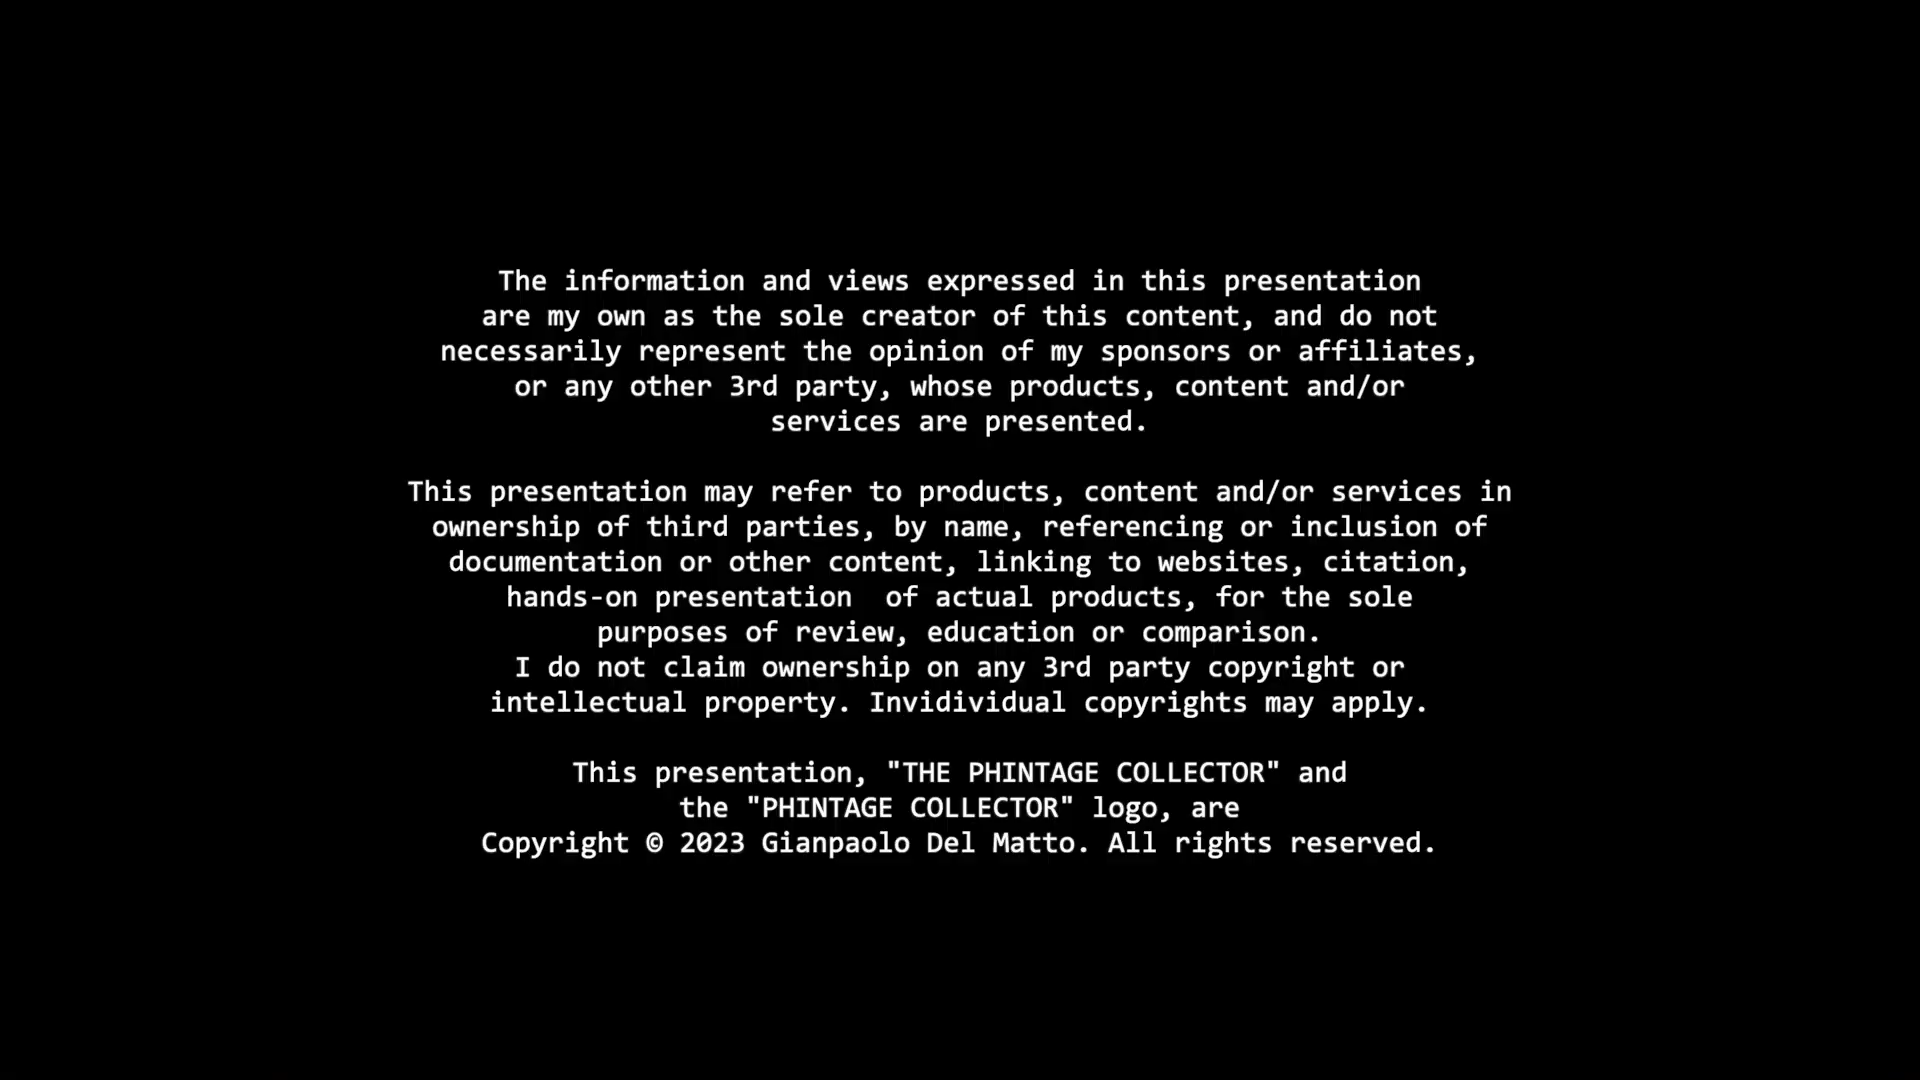 The information and views expressed in this presentation
are my own as the sole creator of this content, and do not
necessarily represent the opinion of my sponsors or affiliates,
or any other 3rd party, whose products, content and/or
services are presented.
This presentation may refer to products, content and/or services in
ownership of third parties, by name, referencing or inclusion of
documentation or other content, linking to websites, citation,
hands-on presentation  of actual products, for the sole
purposes of review, education or comparison.
I do not claim ownership on any 3rd party copyright or
intellectual property. Invidividual copyrights may apply.
This presentation, "THE PHINTAGE COLLECTOR" and
the "PHINTAGE COLLECTOR" logo, are
Copyright © 2023 Gianpaolo Del Matto. All rights reserved.